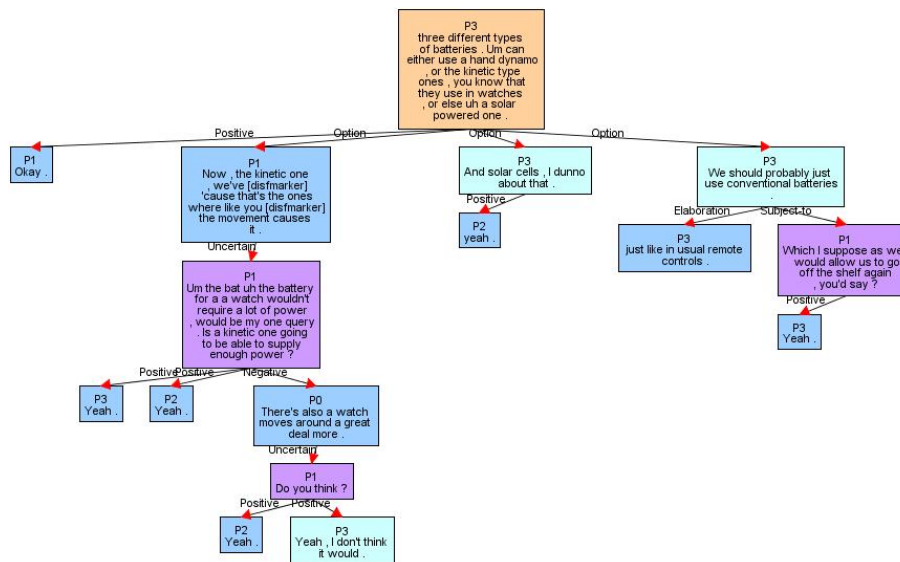 P3
three different types
of batteries . Um can
either use a hand dynamo
, or the kinetic type
ones , you know that
they use in watches
, or else uh a solar
powered one .
Positive
Option
Option
Option
P1
Okay .
P1
Now , the kinetic one
, we've [disfmarker]
'cause that's the ones
where like you [disfmarker]
the movement causes
it .
P3
And solar cells , I dunno
about that .
P3
We should probably just
use conventional batteries
.
Positive
Elaboration
Subject-to
P2
yeah .
P3
just like in usual remote
controls .
P1
Which I suppose as we
would allow us to go
off the shelf again
, you'd say ?
Uncertain
P1
Um the bat uh the battery
for a a watch wouldn't
require a lot of power
, would be my one query
. Is a kinetic one going
to be able to supply
enough power ?
Positive
P3
Yeah .
Positive
Positive
Negative
P3
Yeah .
P2
Yeah .
P0
There's also a watch
moves around a great
deal more .
Uncertain
P1
Do you think ?
Positive
Positive
P2
Yeah .
P3
Yeah , I don't think
it would .